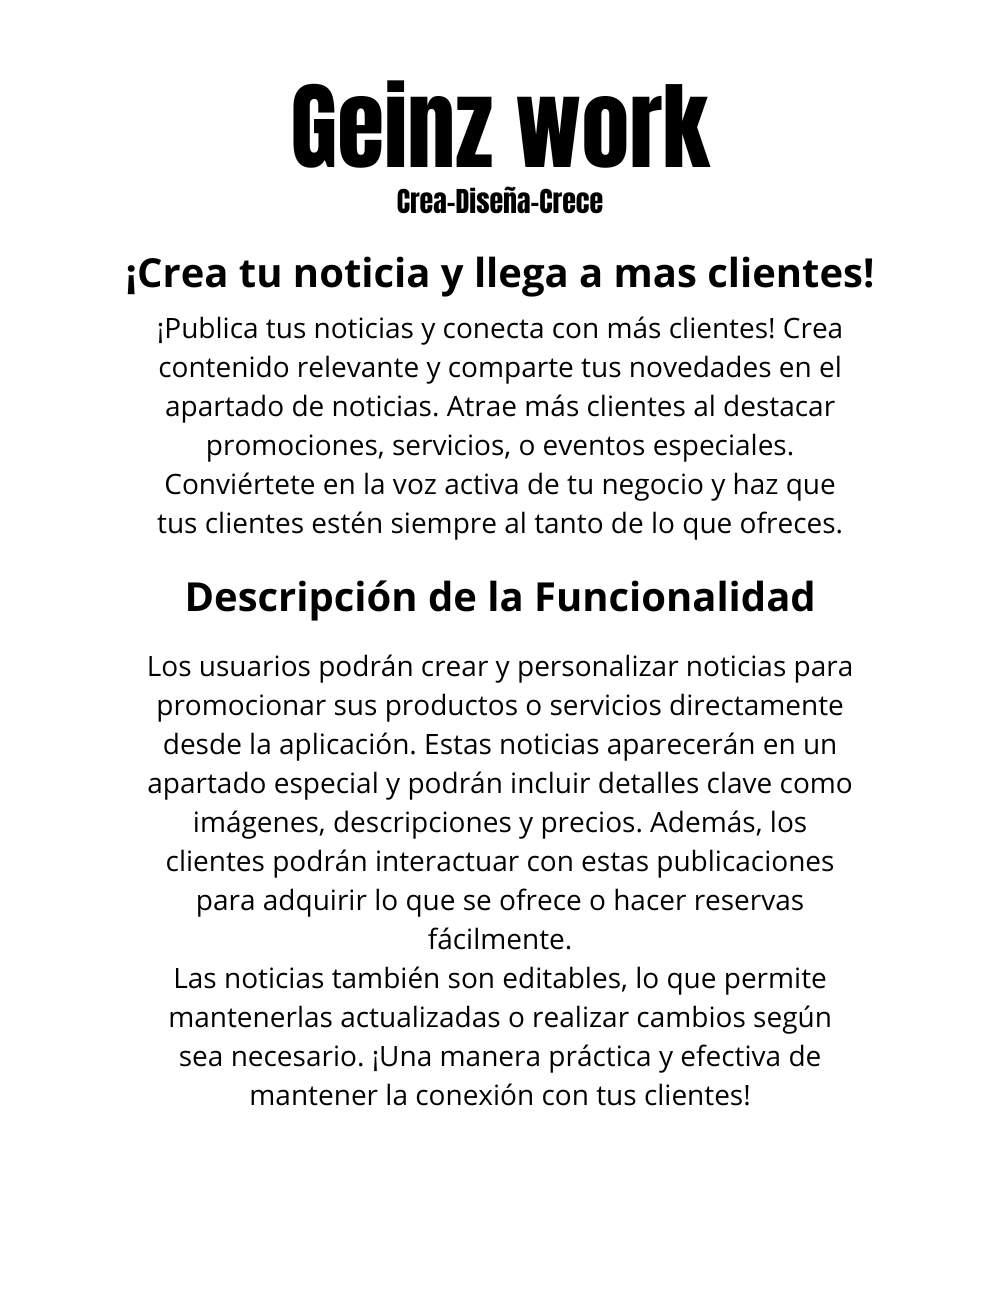 Geinz work
Crea-Diseña-Crece
¡Crea tu noticia y llega a mas clientes!
¡Publica tus noticias y conecta con más clientes! Crea
contenido relevante y comparte tus novedades en el
apartado de noticias. Atrae más clientes al destacar
promociones, servicios, o eventos especiales.
Conviértete en la voz activa de tu negocio y haz que
tus clientes estén siempre al tanto de lo que ofreces.
Descripción de la Funcionalidad
Los usuarios podrán crear y personalizar noticias para
promocionar sus productos o servicios directamente
desde la aplicación. Estas noticias aparecerán en un
apartado especial y podrán incluir detalles clave como
imágenes, descripciones y precios. Además, los
clientes podrán interactuar con estas publicaciones
para adquirir lo que se ofrece o hacer reservas
fácilmente.
Las noticias también son editables, lo que permite
mantenerlas actualizadas o realizar cambios según
sea necesario. ¡Una manera práctica y efectiva de
mantener la conexión con tus clientes!